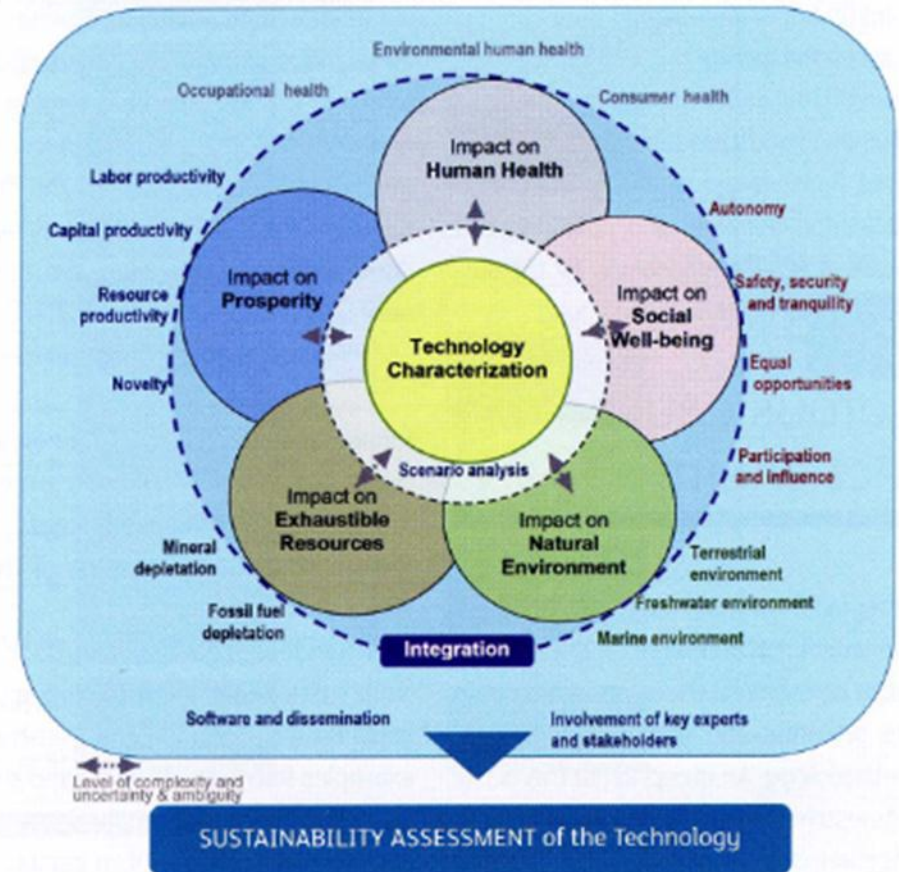 Environmental human health
Occupational health
Consumer health
Impact on
Human Health
Labor productivity
Capital productivity
Resource
productivity
Novelty
Impact on
Prosperity
Autonomy
Safety, security
and tranquility
Equal
opportunities
Participation
and influence
Impact on
Social
Well-being
Technology
Characterization
Scenario analysis
Impact on
Exhaustible
Resources
Impact on
Natural
Environment
Mineral
depletation
Fossil fuel
depletation
Terrestrial
environment
Freshwater environment
Marine environment
Integration
Software and dissemination
Involvement of key experts
and stakeholders
Level of complexity and
uncertainty & ambiguity
SUSTAINABILITY ASSESSMENT of the Technology